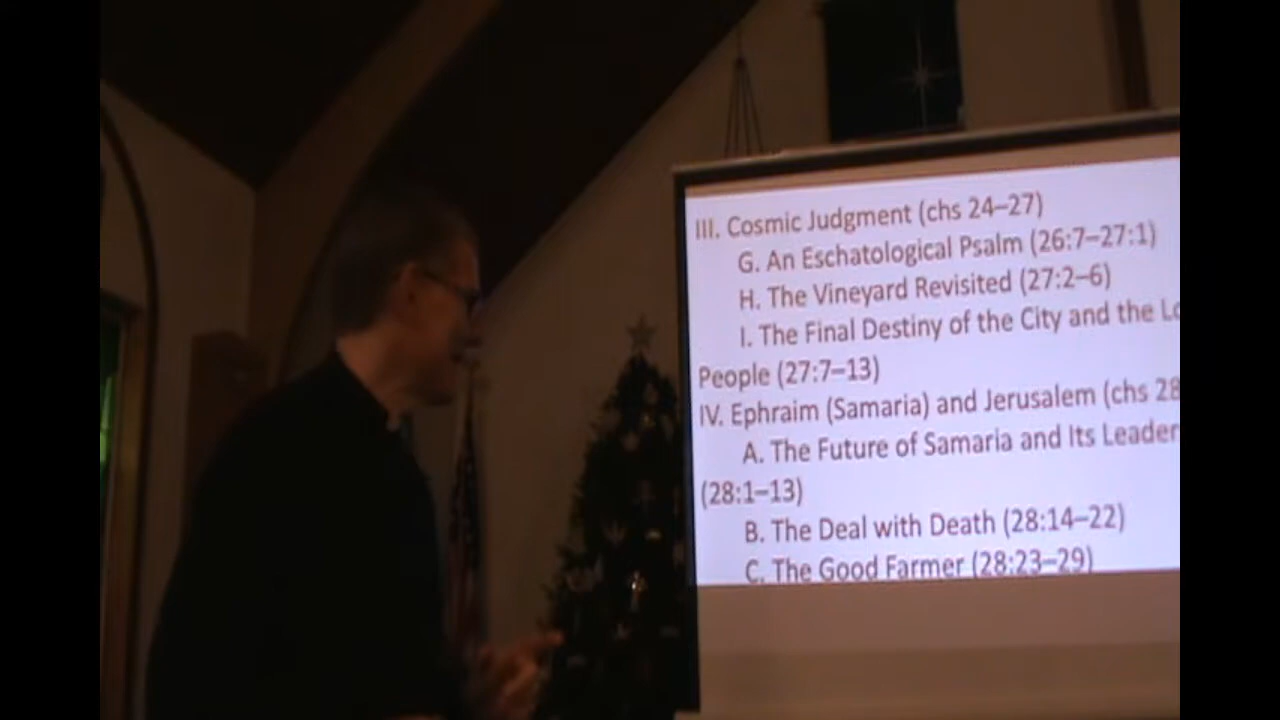 III. Cosmic Judgment (chs 24–27)
G. An Eschatological Psalm (26:7–27:1)
H. The Vineyard Revisited (27:2–6)
I. The Final Destiny of the City and the
People (27:7–13)
IV. Ephraim (Samaria) and Jerusalem (chs 28
A. The Future of Samaria and Its
(28:1–13)
B. The Deal with Death (28:14–22)
C. The Good Farmer (28:23–29)